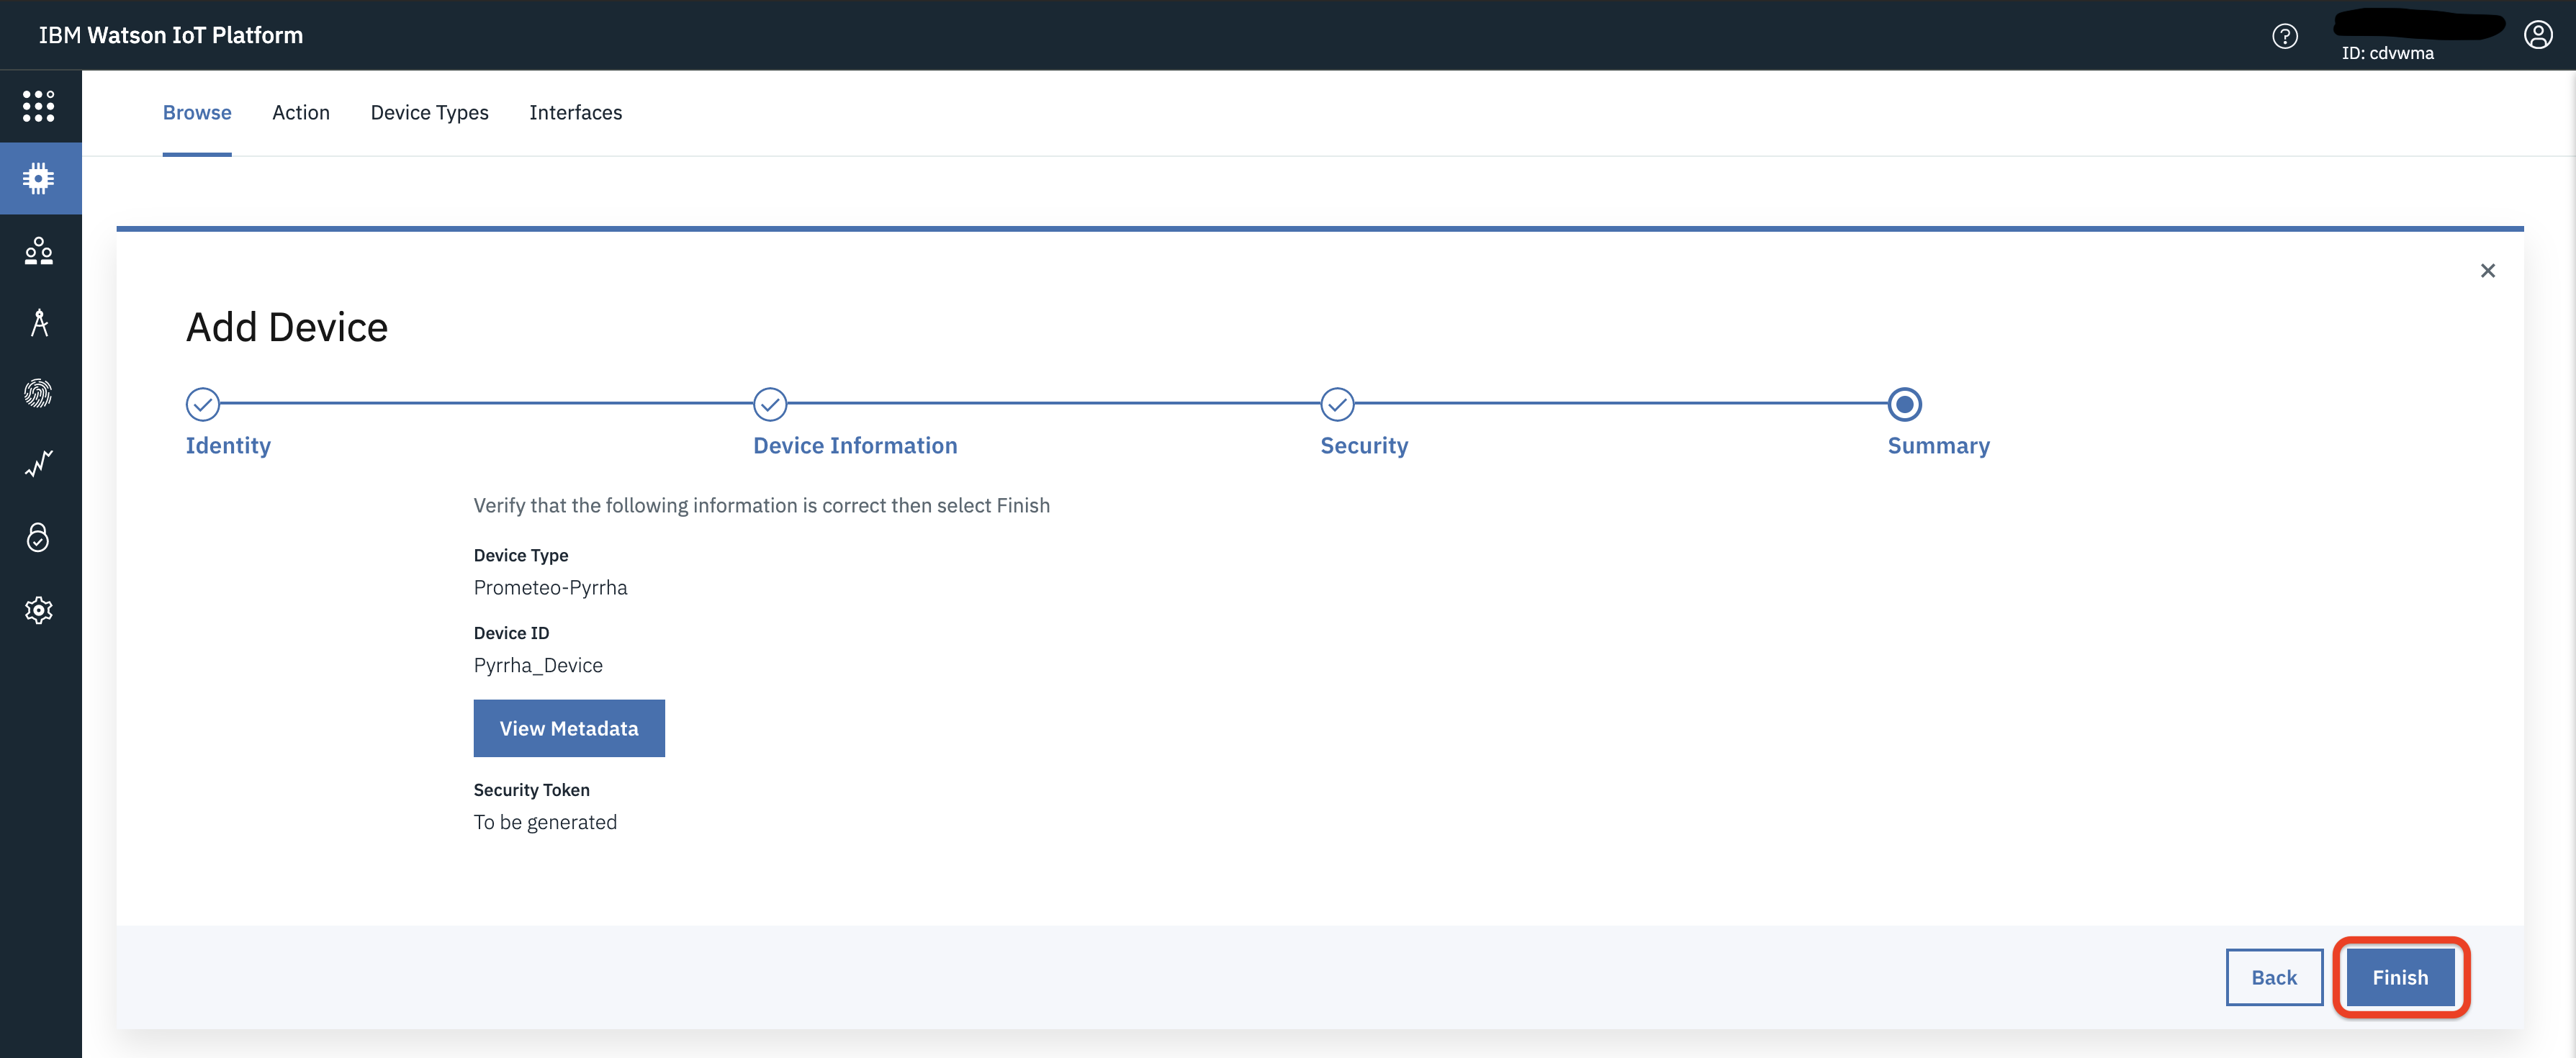 IBM Watson IoT Platform
ID: cdvwma
Browse Action Device Types Interfaces
Add Device
Identity Device Information Security Summary
Verify that the following information is correct then select Finish
Device Type
Prometeo-Pyrrha
Device ID
Pyrrha_Device
View Metadata
Security Token
To be generated
Back Finish